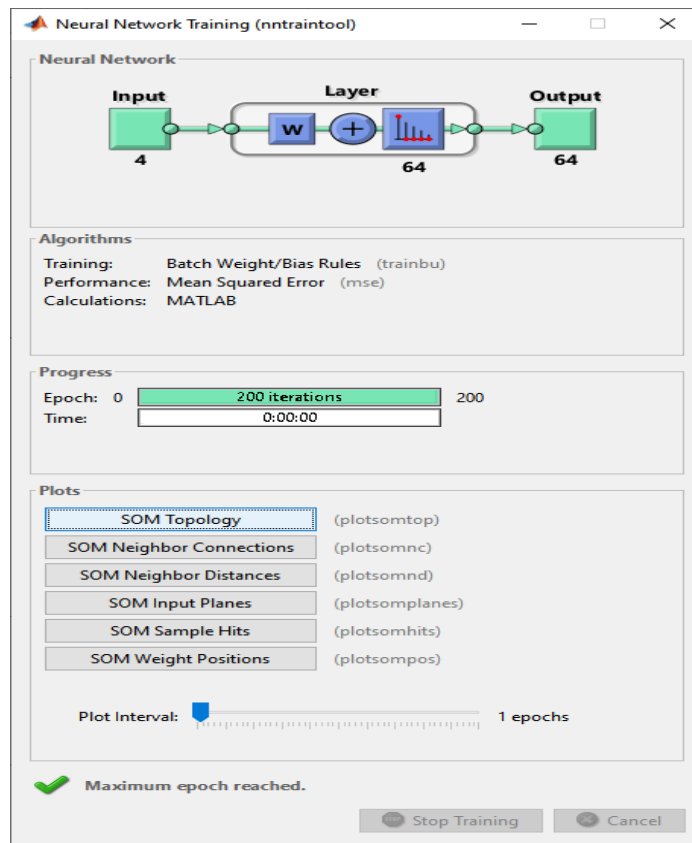 Neural Network Training (nntraintool)
Neural Network
Layer
Input
Output
W
+
4
64
64
Algorithms
Training: Batch Weight/Bias Rules (trainbu)
Performance: Mean Squared Error (mse)
Calculations: MATLAB
Progress
Epoch: 0 200 iterations 200
Time: 0:00:00
Plots
SOM Topology (plotsomtop)
SOM Neighbor Connections (plotsomnc)
SOM Neighbor Distances (plotsomnd)
SOM Input Planes (plotsomplanes)
SOM Sample Hits (plotsomhits)
SOM Weight Positions (plotsompos)
Plot Interval: 1 epochs
Maximum epoch reached.
Stop Training Cancel